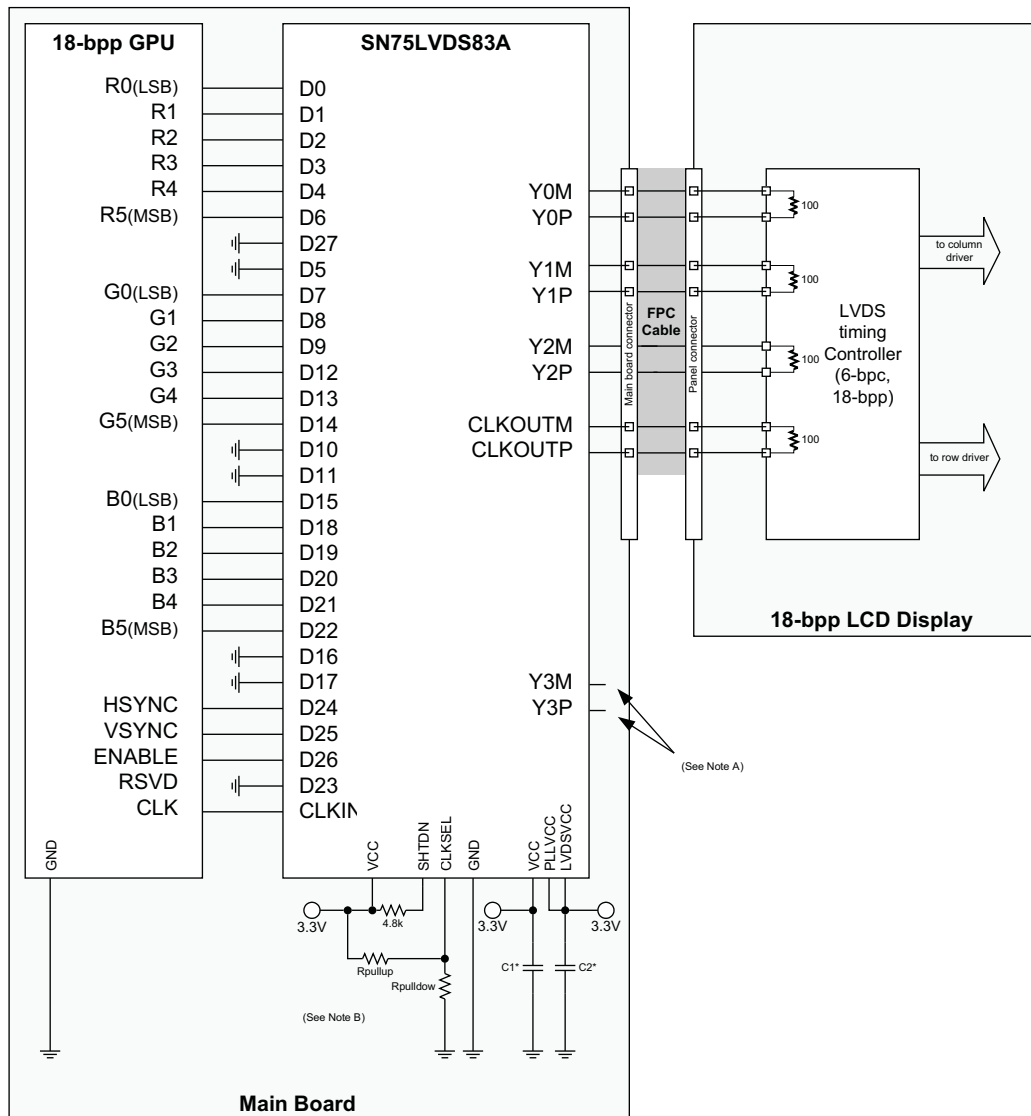 18-bpp GPU
R0(LSB)
R1
R2
R3
R4
R5(MSB)
G0(LSB)
G1
G2
G3
G4
G5(MSB)
B0(LSB)
B1
B2
B3
B4
B5(MSB)
HSYNC
VSYNC
ENABLE
RSVD
CLK
GND
SN75LVDS83A
D0
D1
D2
D3
D4
D6
D27
D5
D7
D8
D9
D12
D13
D14
D10
D11
D15
D18
D19
D20
D21
D22
D16
D17
D24
D25
D26
D23
CLKIN
Y0M
Y0P
Y1M
Y1P
Y2M
Y2P
CLKOUTM
CLKOUTP
Y3M
Y3P
(See Note A)
VCC
SHTDN
CLKSEL
GND
VCC
PLLVCC
LVDSVCC
3.3V
4.8k
3.3V
3.3V
Rpullup
Rpulldow
C1*
C2*
(See Note B)
Main Board
Main board connector
FPC
Cable
Panel connector
100
100
100
100
LVDS
timing
Controller
(6-bpc,
18-bpp)
to column
driver
to row driver
18-bpp LCD Display